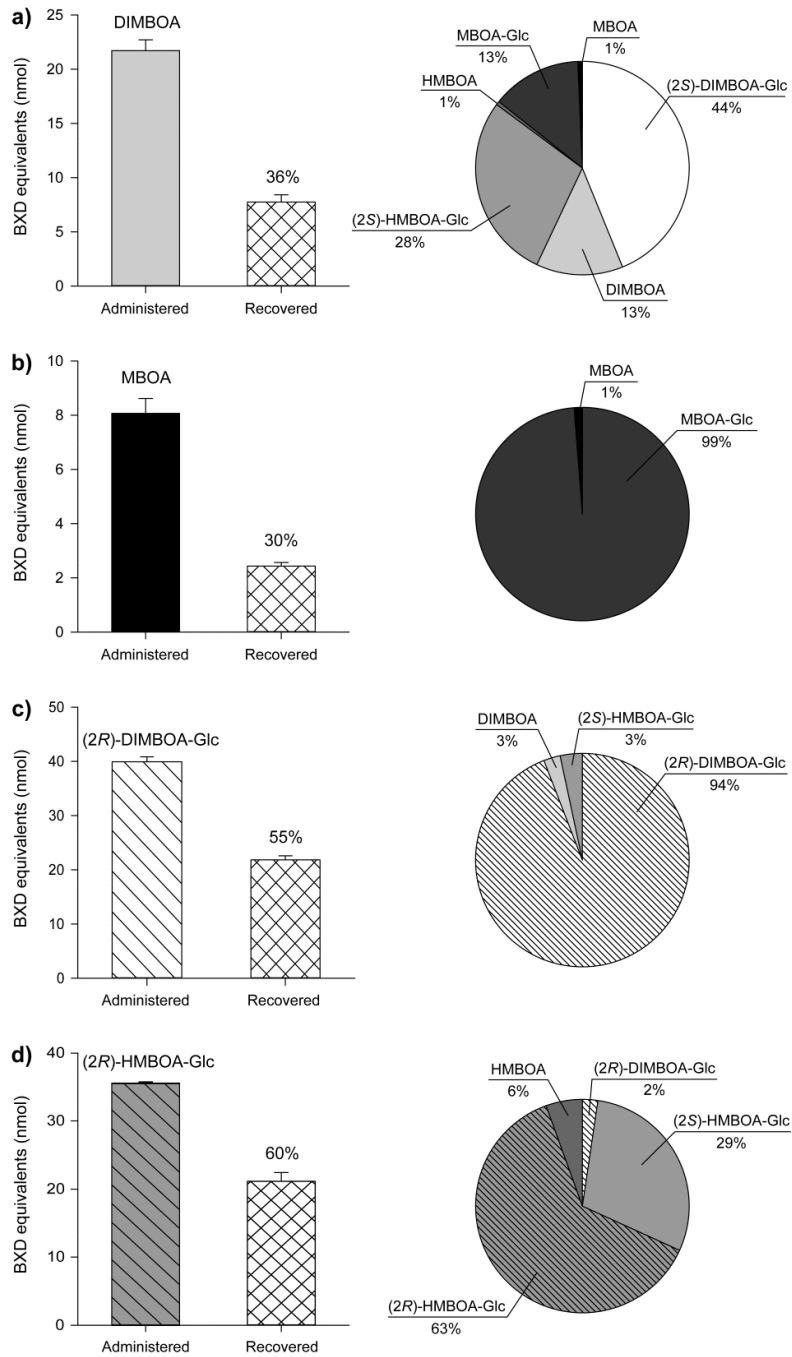 a)
BXD equivalents (nmol)
25
20
15
10
5
0
DIMBOA
36%
Administered
Recovered
MBOA
1%
MBOA-Glc
13%
HMBOA
1%
(2S)-DIMBOA-Glc
44%
(2S)-HMBOA-Glc
28%
DIMBOA
13%
b)
BXD equivalents (nmol)
8
6
4
2
0
MBOA
30%
Administered
Recovered
MBOA
1%
MBOA-Glc
99%
c)
BXD equivalents (nmol)
50
40
30
20
10
0
(2R)-DIMBOA-Glc
55%
Administered
Recovered
DIMBOA
3%
(2S)-HMBOA-Glc
3%
(2R)-DIMBOA-Glc
94%
d)
BXD equivalents (nmol)
40
30
20
10
0
(2R)-HMBOA-Glc
60%
Administered
Recovered
HMBOA
6%
(2R)-DIMBOA-Glc
2%
(2S)-HMBOA-Glc
29%
(2R)-HMBOA-Glc
63%